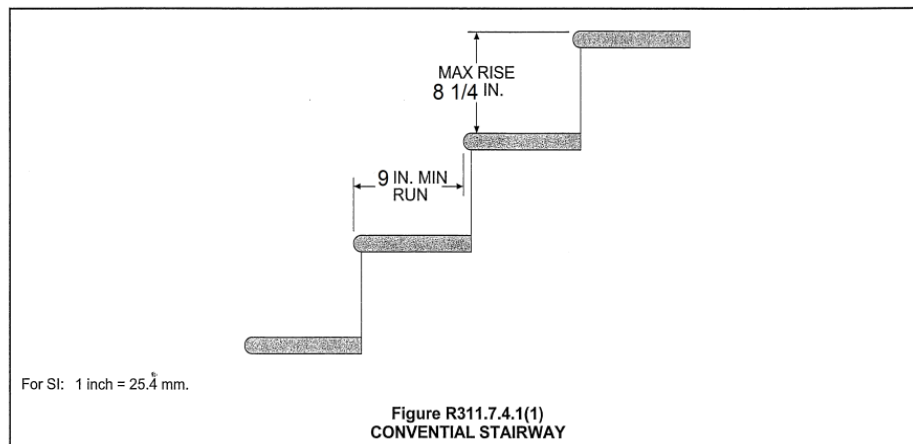 MAX RISE
8 1/4 IN.
9 IN. MIN
RUN
For SI: 1 inch = 25.4 mm.
Figure R311.7.4.1(1)
CONVENTIAL STAIRWAY